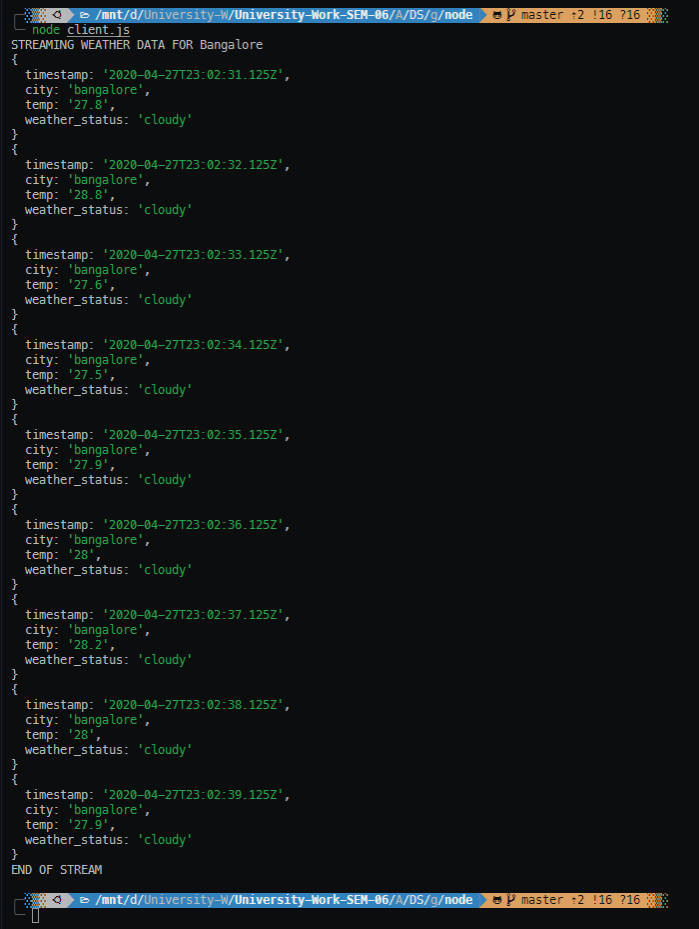 /mnt/d/University-W/University-Work-SEM-06/A/DS/g/node master ⇡2 !16 ?16
node client.js
STREAMING WEATHER DATA FOR Bangalore
{
  timestamp: '2020-04-27T23:02:31.125Z',
  city: 'bangalore',
  temp: '27.8',
  weather_status: 'cloudy'
}
{
  timestamp: '2020-04-27T23:02:32.125Z',
  city: 'bangalore',
  temp: '28.8',
  weather_status: 'cloudy'
}
{
  timestamp: '2020-04-27T23:02:33.125Z',
  city: 'bangalore',
  temp: '27.6',
  weather_status: 'cloudy'
}
{
  timestamp: '2020-04-27T23:02:34.125Z',
  city: 'bangalore',
  temp: '27.5',
  weather_status: 'cloudy'
}
{
  timestamp: '2020-04-27T23:02:35.125Z',
  city: 'bangalore',
  temp: '27.9',
  weather_status: 'cloudy'
}
{
  timestamp: '2020-04-27T23:02:36.125Z',
  city: 'bangalore',
  temp: '28',
  weather_status: 'cloudy'
}
{
  timestamp: '2020-04-27T23:02:37.125Z',
  city: 'bangalore',
  temp: '28.2',
  weather_status: 'cloudy'
}
{
  timestamp: '2020-04-27T23:02:38.125Z',
  city: 'bangalore',
  temp: '28',
  weather_status: 'cloudy'
}
{
  timestamp: '2020-04-27T23:02:39.125Z',
  city: 'bangalore',
  temp: '27.9',
  weather_status: 'cloudy'
}
END OF STREAM
/mnt/d/University-W/University-Work-SEM-06/A/DS/g/node master ⇡2 !16 ?16